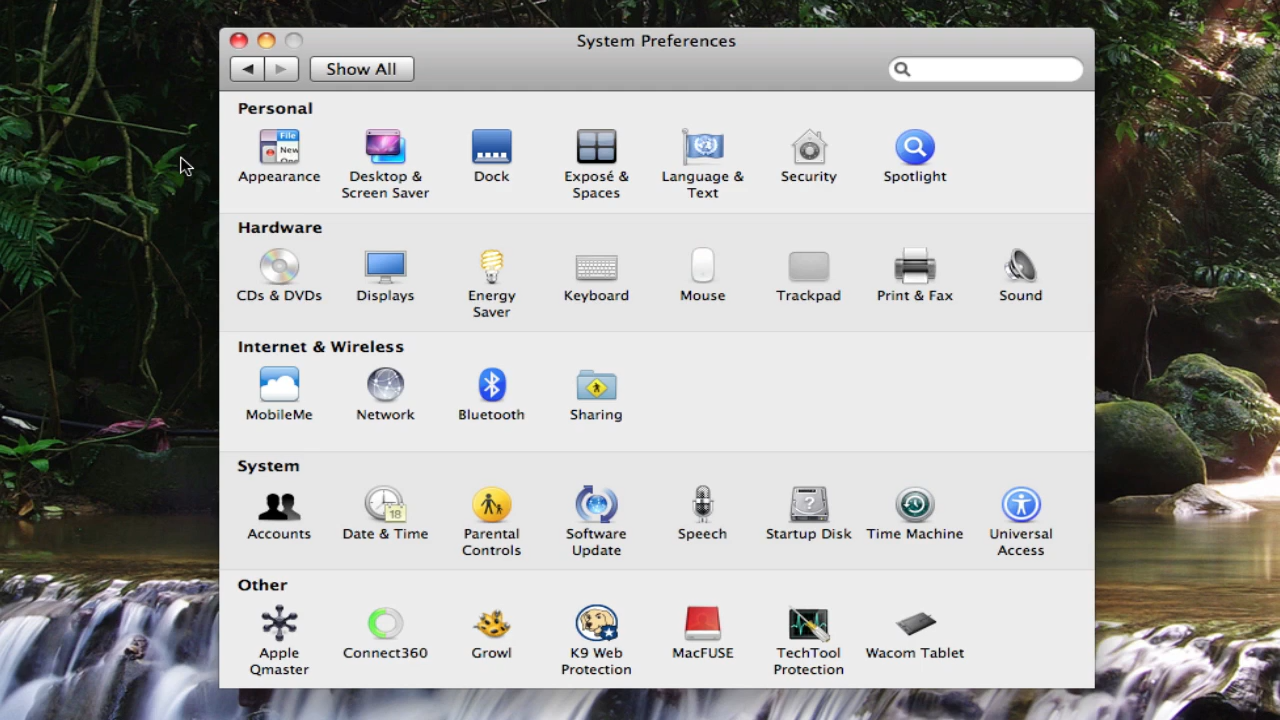 System Preferences
Show All
Personal
File
New
Appearance
Desktop &
Screen Saver
Dock
Exposé &
Spaces
Language &
Text
Security
Spotlight
Hardware
CDs & DVDs
Displays
Energy
Saver
Keyboard
Mouse
Trackpad
Print & Fax
Sound
Internet & Wireless
MobileMe
Network
Bluetooth
Sharing
System
Accounts
18
Date & Time
Parental
Controls
Software
Update
Speech
?
Startup Disk
Time Machine
Universal
Access
Other
Apple
Qmaster
Connect360
Growl
K9 Web
Protection
MacFUSE
TechTool
Protection
Wacom Tablet